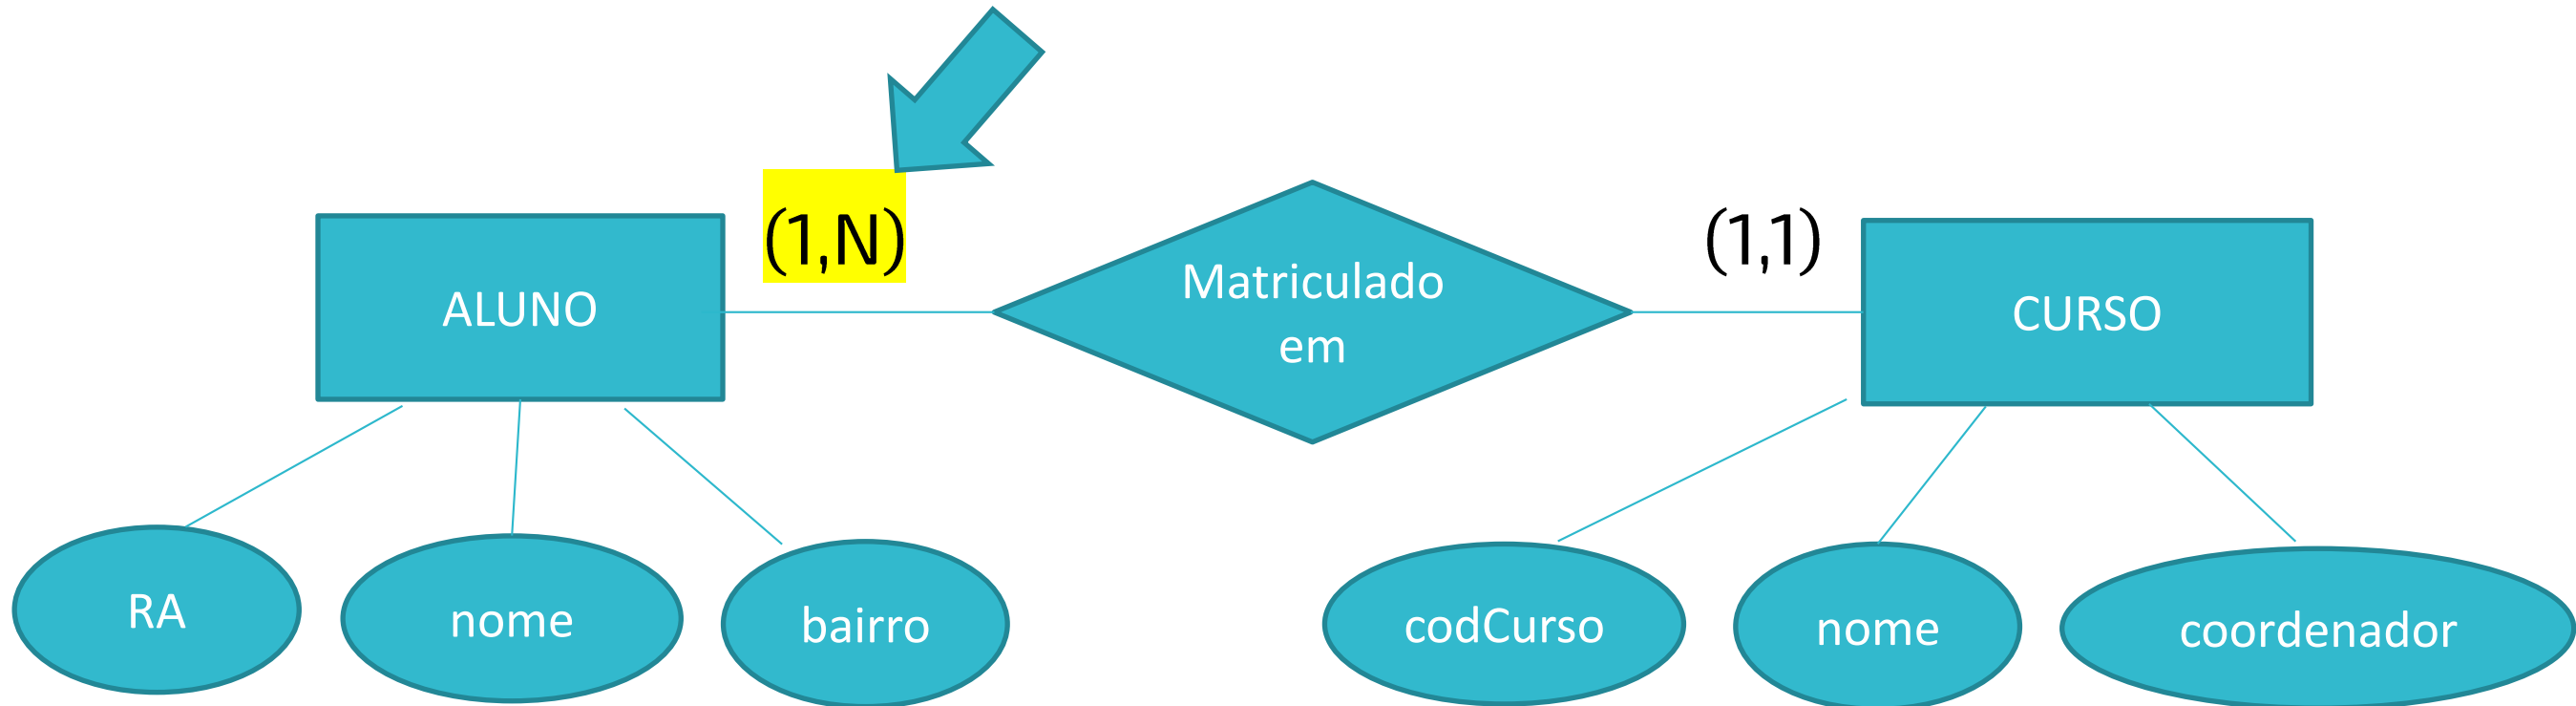 (1,N)
(1,1)
ALUNO
Matriculado
em
CURSO
RA
nome
bairro
codCurso
nome
coordenador